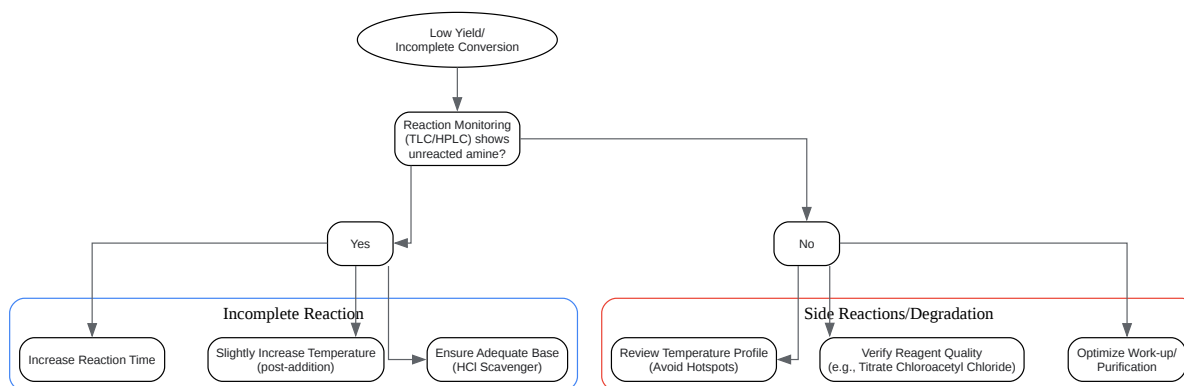 Low Yield/
Incomplete Conversion
Reaction Monitoring
(TLC/HPLC) shows
unreacted amine?
Yes
No
Incomplete Reaction
Side Reactions/Degradation
Increase Reaction Time
Slightly Increase Temperature
(post-addition)
Ensure Adequate Base
(HCl Scavenger)
Review Temperature Profile
(Avoid Hotspots)
Verify Reagent Quality
(e.g., Titrate Chloroacetyl Chloride)
Optimize Work-up/
Purification